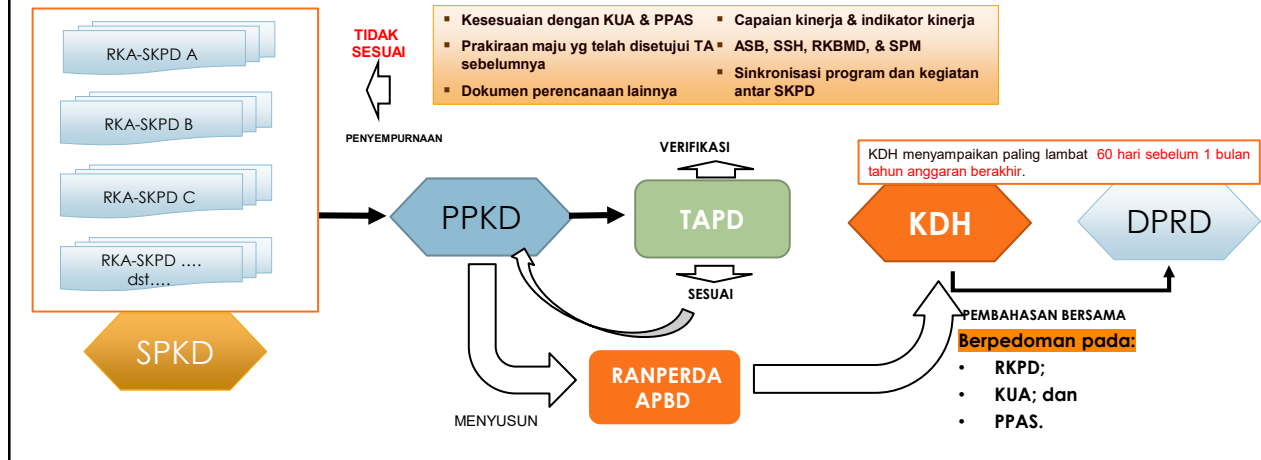 RKA-SKPD A
RKA-SKPD B
RKA-SKPD C
RKA-SKPD ….
dst….
SPKD
TIDAK
SESUAI
PENYEMPURNAAN
▪ Kesesuaian dengan KUA & PPAS
▪ Prakiraan maju yg telah disetujui TA
sebelumnya
▪ Dokumen perencanaan lainnya
▪ Capaian kinerja & indikator kinerja
▪ ASB, SSH, RKBMD, & SPM
▪ Sinkronisasi program dan kegiatan
antar SKPD
PPKD
VERIFIKASI
TAPD
SESUAI
MENYUSUN
RANPERDA
APBD
KDH menyampaikan paling lambat 60 hari sebelum 1 bulan
tahun anggaran berakhir.
KDH
DPRD
PEMBAHASAN BERSAMA
Berpedoman pada:
• RKPD;
• KUA; dan
• PPAS.